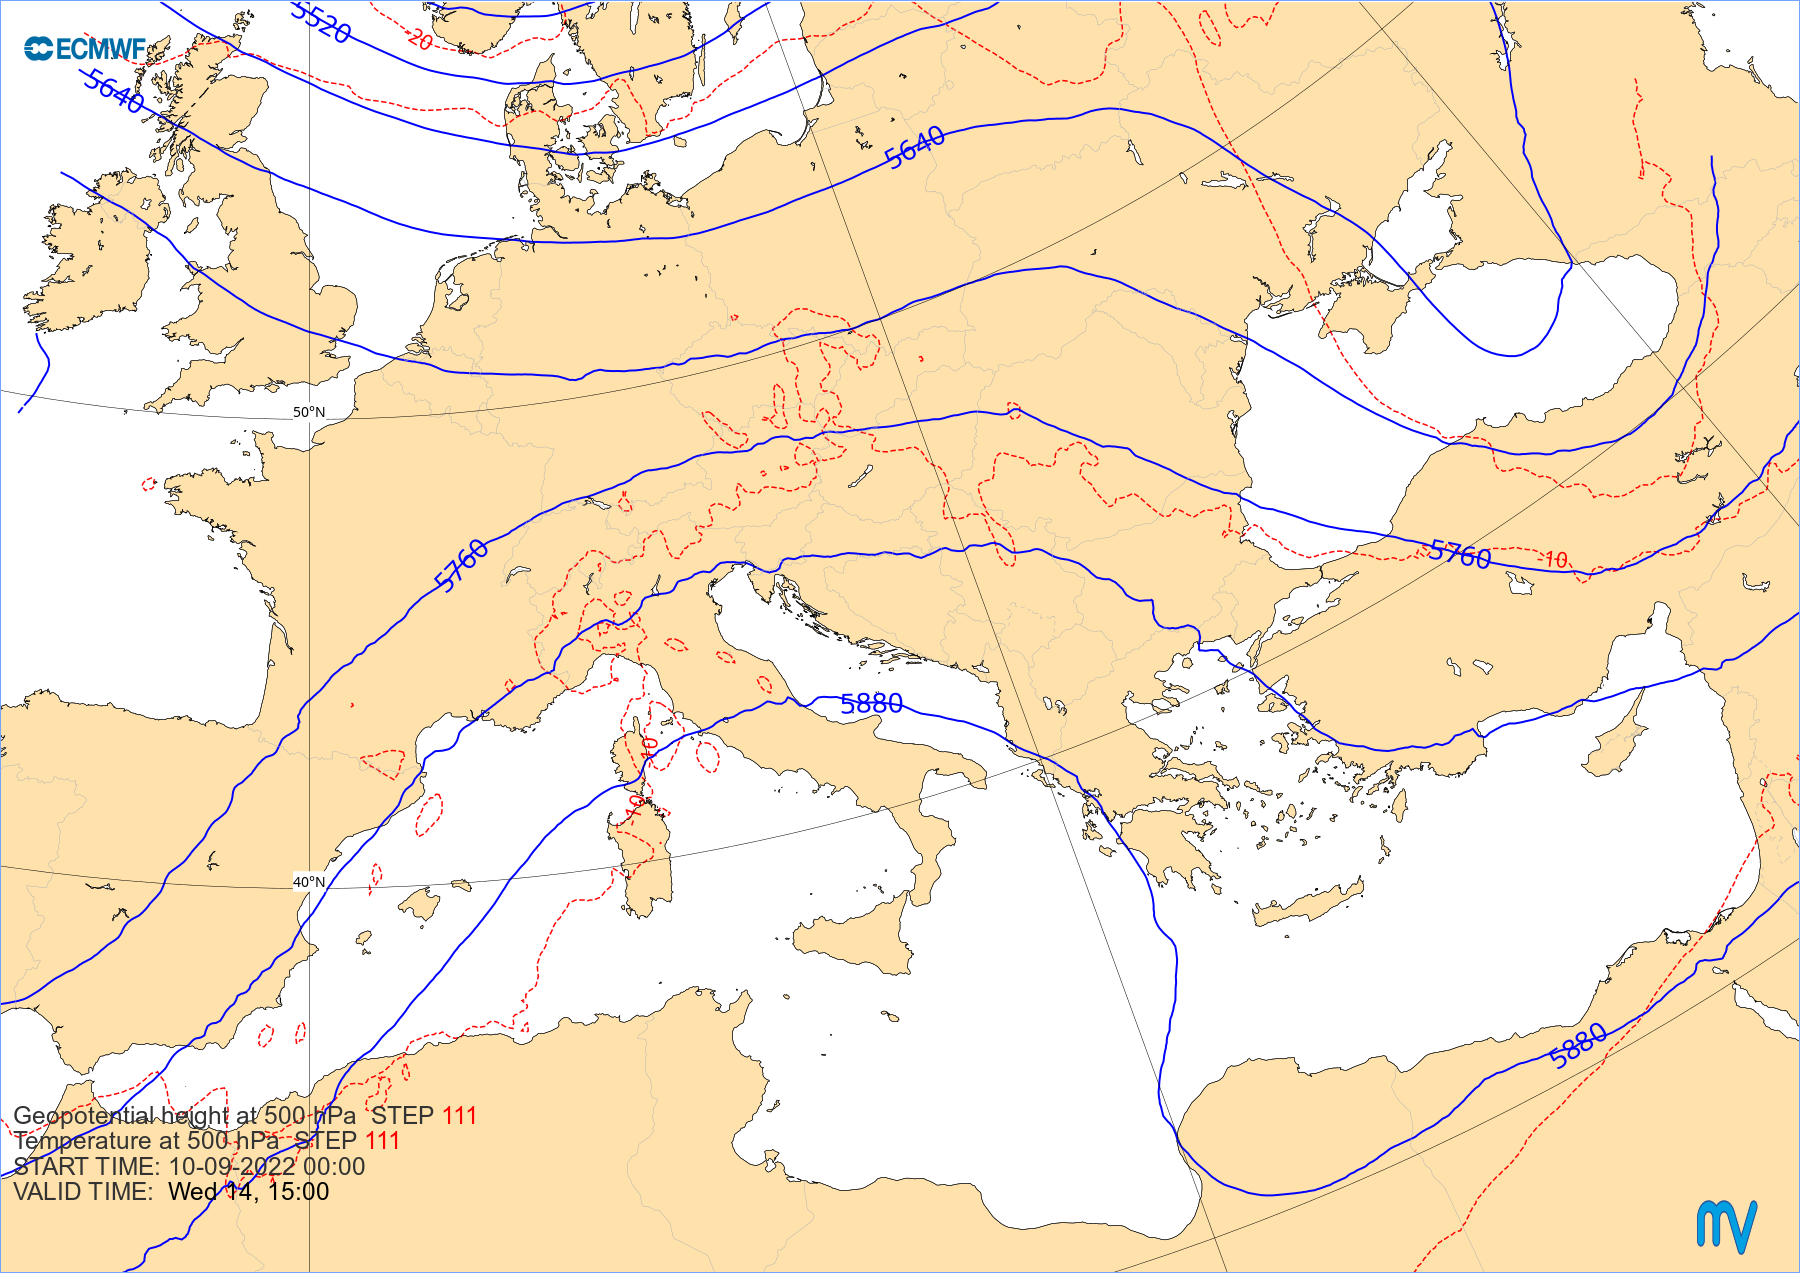 5520
-20
ECMWF
5640
5640
50°N
5760
5760
-10
5880
-10
-10
40°N
5880
Geopotential height at 500 hPa  STEP 111
Temperature at 500 hPa  STEP 111
START TIME: 10-09-2022 00:00
VALID TIME:  Wed 14, 15:00